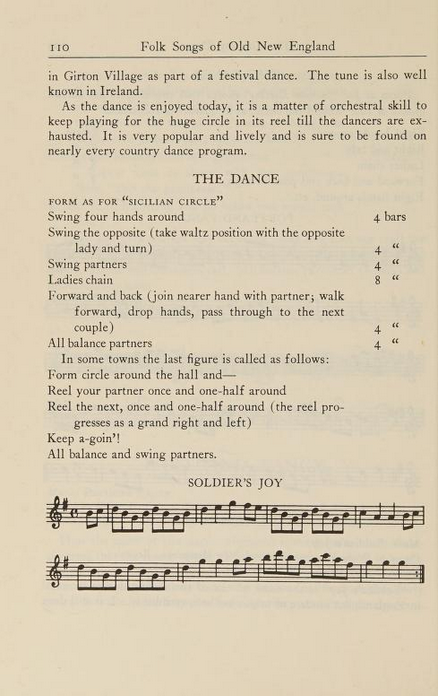 110 Folk Songs of Old New England
in Girton Village as part of a festival dance. The tune is also well
known in Ireland.
As the dance is enjoyed today, it is a matter of orchestral skill to
keep playing for the huge circle in its reel till the dancers are ex-
hausted. It is very popular and lively and is sure to be found on
nearly every country dance program.
THE DANCE
FORM AS FOR "SICILIAN CIRCLE"
Swing four hands around 4 bars
Swing the opposite (take waltz position with the opposite
lady and turn) 4 "
Swing partners 4 "
Ladies chain 8 "
Forward and back (join nearer hand with partner; walk
forward, drop hands, pass through to the next
couple) 4 "
All balance partners 4 "
In some towns the last figure is called as follows:
Form circle around the hall and—
Reel your partner once and one-half around
Reel the next, once and one-half around (the reel pro-
gresses as a grand right and left)
Keep a-goin'!
All balance and swing partners.
SOLDIER'S JOY